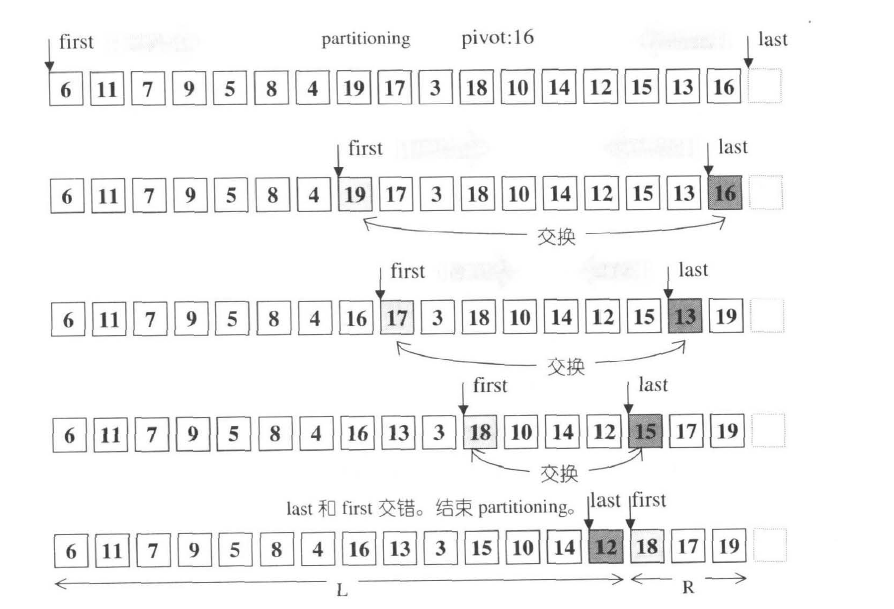 first partitioning pivot:16 last
6 11 7 9 5 8 4 19 17 3 18 10 14 12 15 13 16
first last
6 11 7 9 5 8 4 19 17 3 18 10 14 12 15 13 16
交换
first last
6 11 7 9 5 8 4 16 17 3 18 10 14 12 15 13 19
交换
first last
6 11 7 9 5 8 4 16 13 3 18 10 14 12 15 17 19
交换
last 和 first 交错。结束 partitioning。 last first
6 11 7 9 5 8 4 16 13 3 15 10 14 12 18 17 19
L R